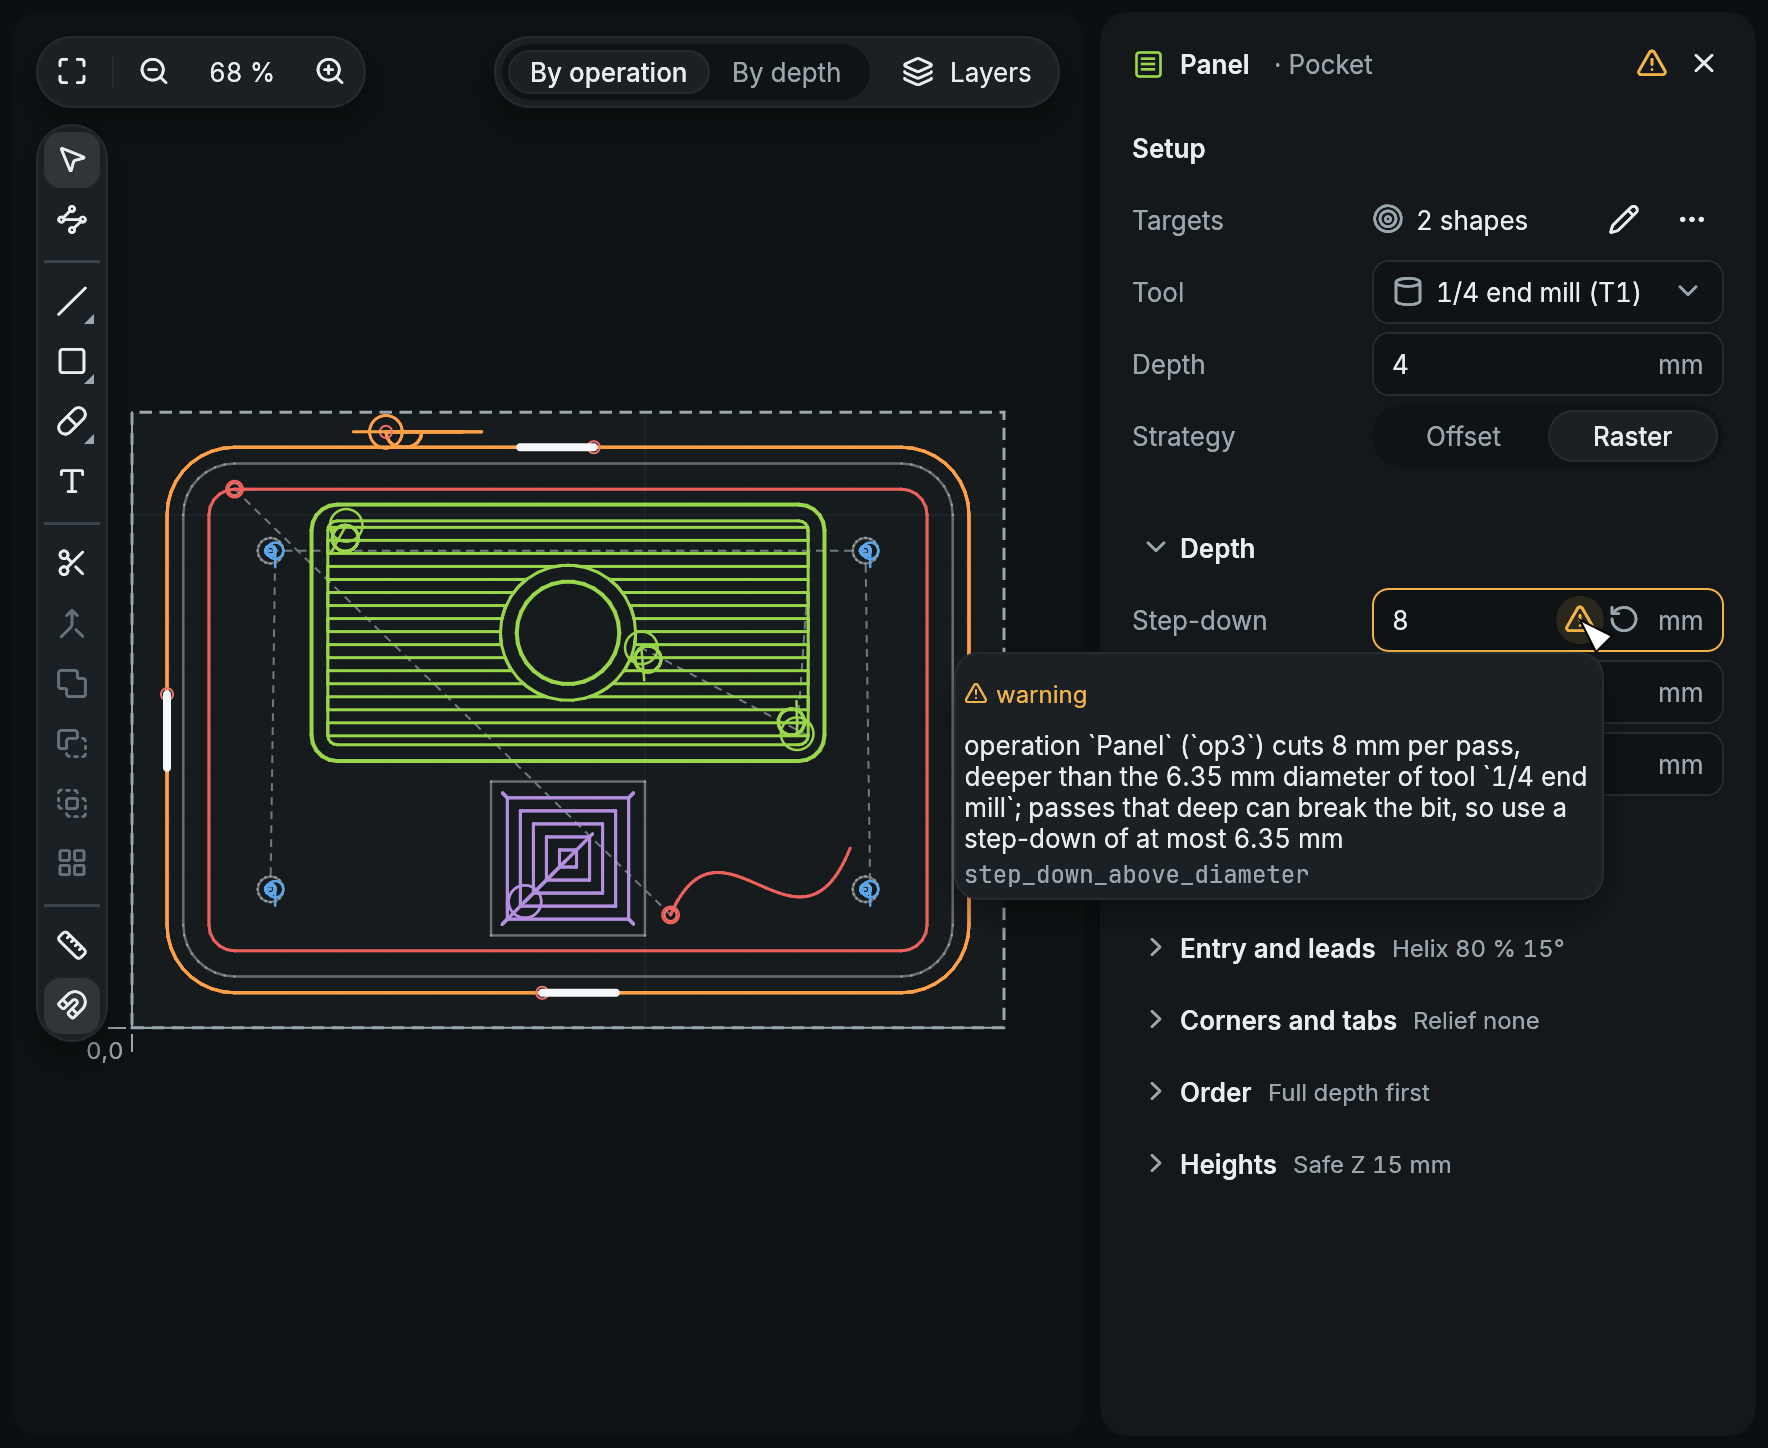 68 %
By operation
By depth
Layers
Panel · Pocket
Setup
Targets
2 shapes
Tool
1/4 end mill (T1)
Depth
4
mm
Strategy
Offset
Raster
Depth
Step-down
8
mm
mm
mm
warning
operation `Panel` (`op3`) cuts 8 mm per pass,
deeper than the 6.35 mm diameter of tool `1/4 end
mill`; passes that deep can break the bit, so use a
step-down of at most 6.35 mm
step_down_above_diameter
Entry and leads Helix 80 % 15°
Corners and tabs Relief none
Order Full depth first
Heights Safe Z 15 mm
0,0